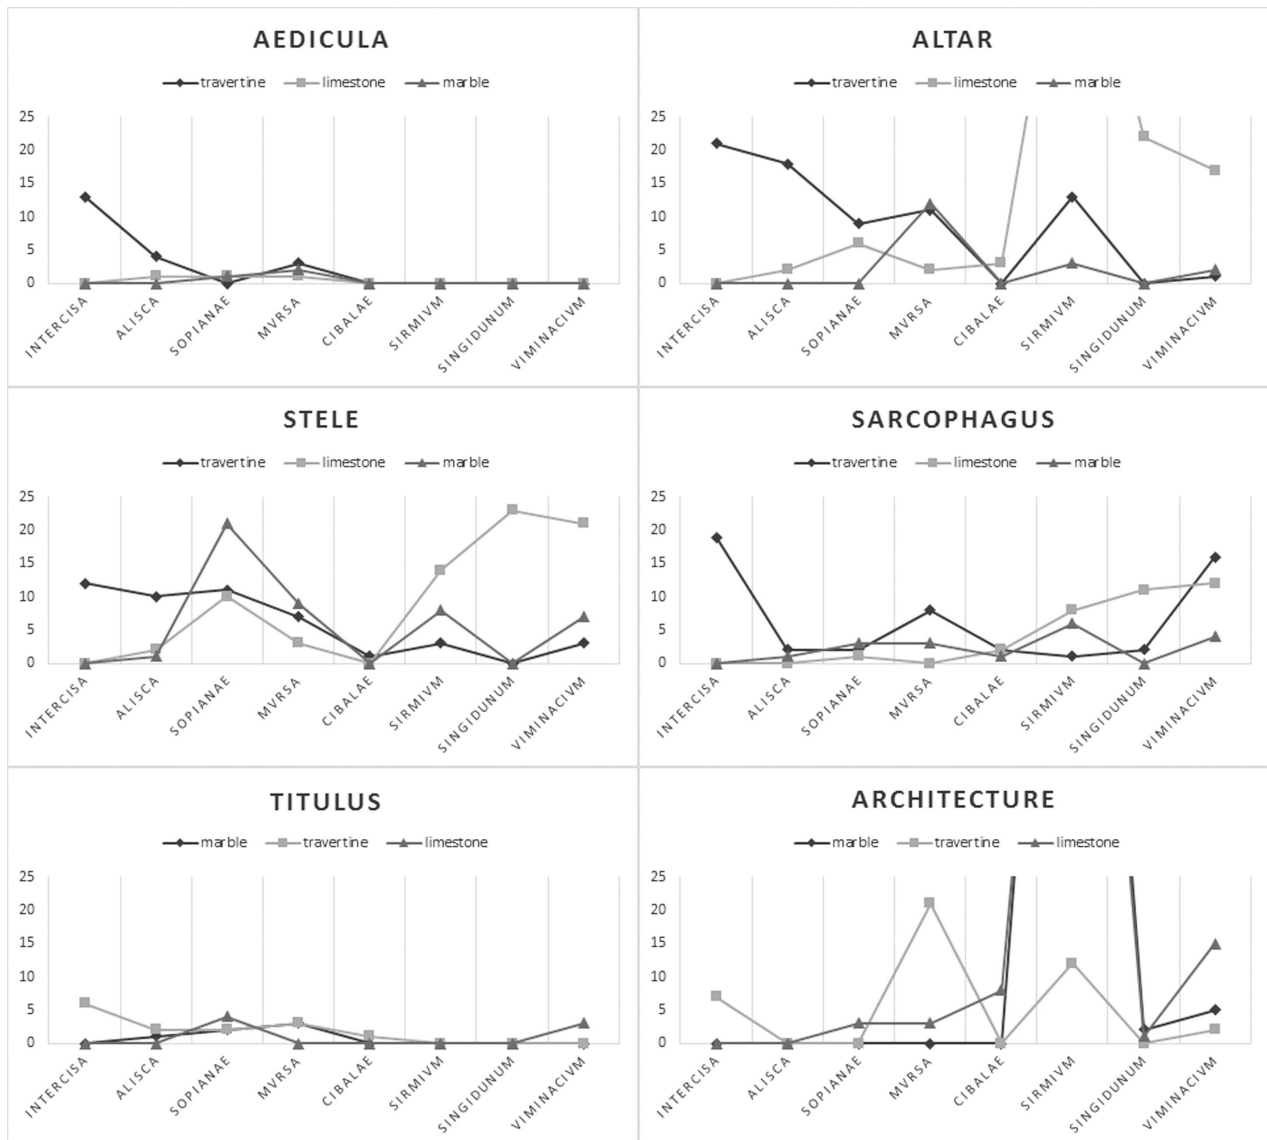 AEDICULA
travertine limestone marble
25
20
15
10
5
0
INTERCISA
ALISCA
SOPIANAE
MVRSA
CIBALAE
SIRMIVM
SINGIDUNUM
VIMINACIVM
ALTAR
travertine limestone marble
25
20
15
10
5
0
INTERCISA
ALISCA
SOPIANAE
MVRSA
CIBALAE
SIRMIVM
SINGIDUNUM
VIMINACIVM
STELE
travertine limestone marble
25
20
15
10
5
0
INTERCISA
ALISCA
SOPIANAE
MVRSA
CIBALAE
SIRMIVM
SINGIDUNUM
VIMINACIVM
SARCOPHAGUS
travertine limestone marble
25
20
15
10
5
0
INTERCISA
ALISCA
SOPIANAE
MVRSA
CIBALAE
SIRMIVM
SINGIDUNUM
VIMINACIVM
TITULUS
marble travertine limestone
25
20
15
10
5
0
INTERCISA
ALISCA
SOPIANAE
MVRSA
CIBALAE
SIRMIVM
SINGIDUNUM
VIMINACIVM
ARCHITECTURE
marble travertine limestone
25
20
15
10
5
0
INTERCISA
ALISCA
SOPIANAE
MVRSA
CIBALAE
SIRMIVM
SINGIDUNUM
VIMINACIVM